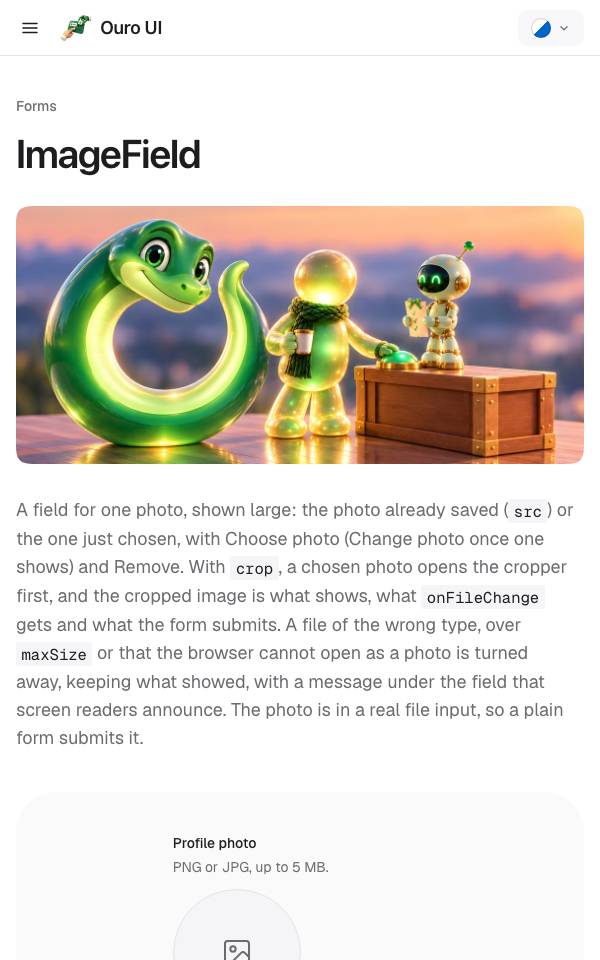 Ouro UI
Forms
ImageField
A field for one photo, shown large: the photo already saved ( src ) or
the one just chosen, with Choose photo (Change photo once one
shows) and Remove. With crop , a chosen photo opens the cropper
first, and the cropped image is what shows, what onFileChange
gets and what the form submits. A file of the wrong type, over
maxSize or that the browser cannot open as a photo is turned
away, keeping what showed, with a message under the field that
screen readers announce. The photo is in a real file input, so a plain
form submits it.
Profile photo
PNG or JPG, up to 5 MB.